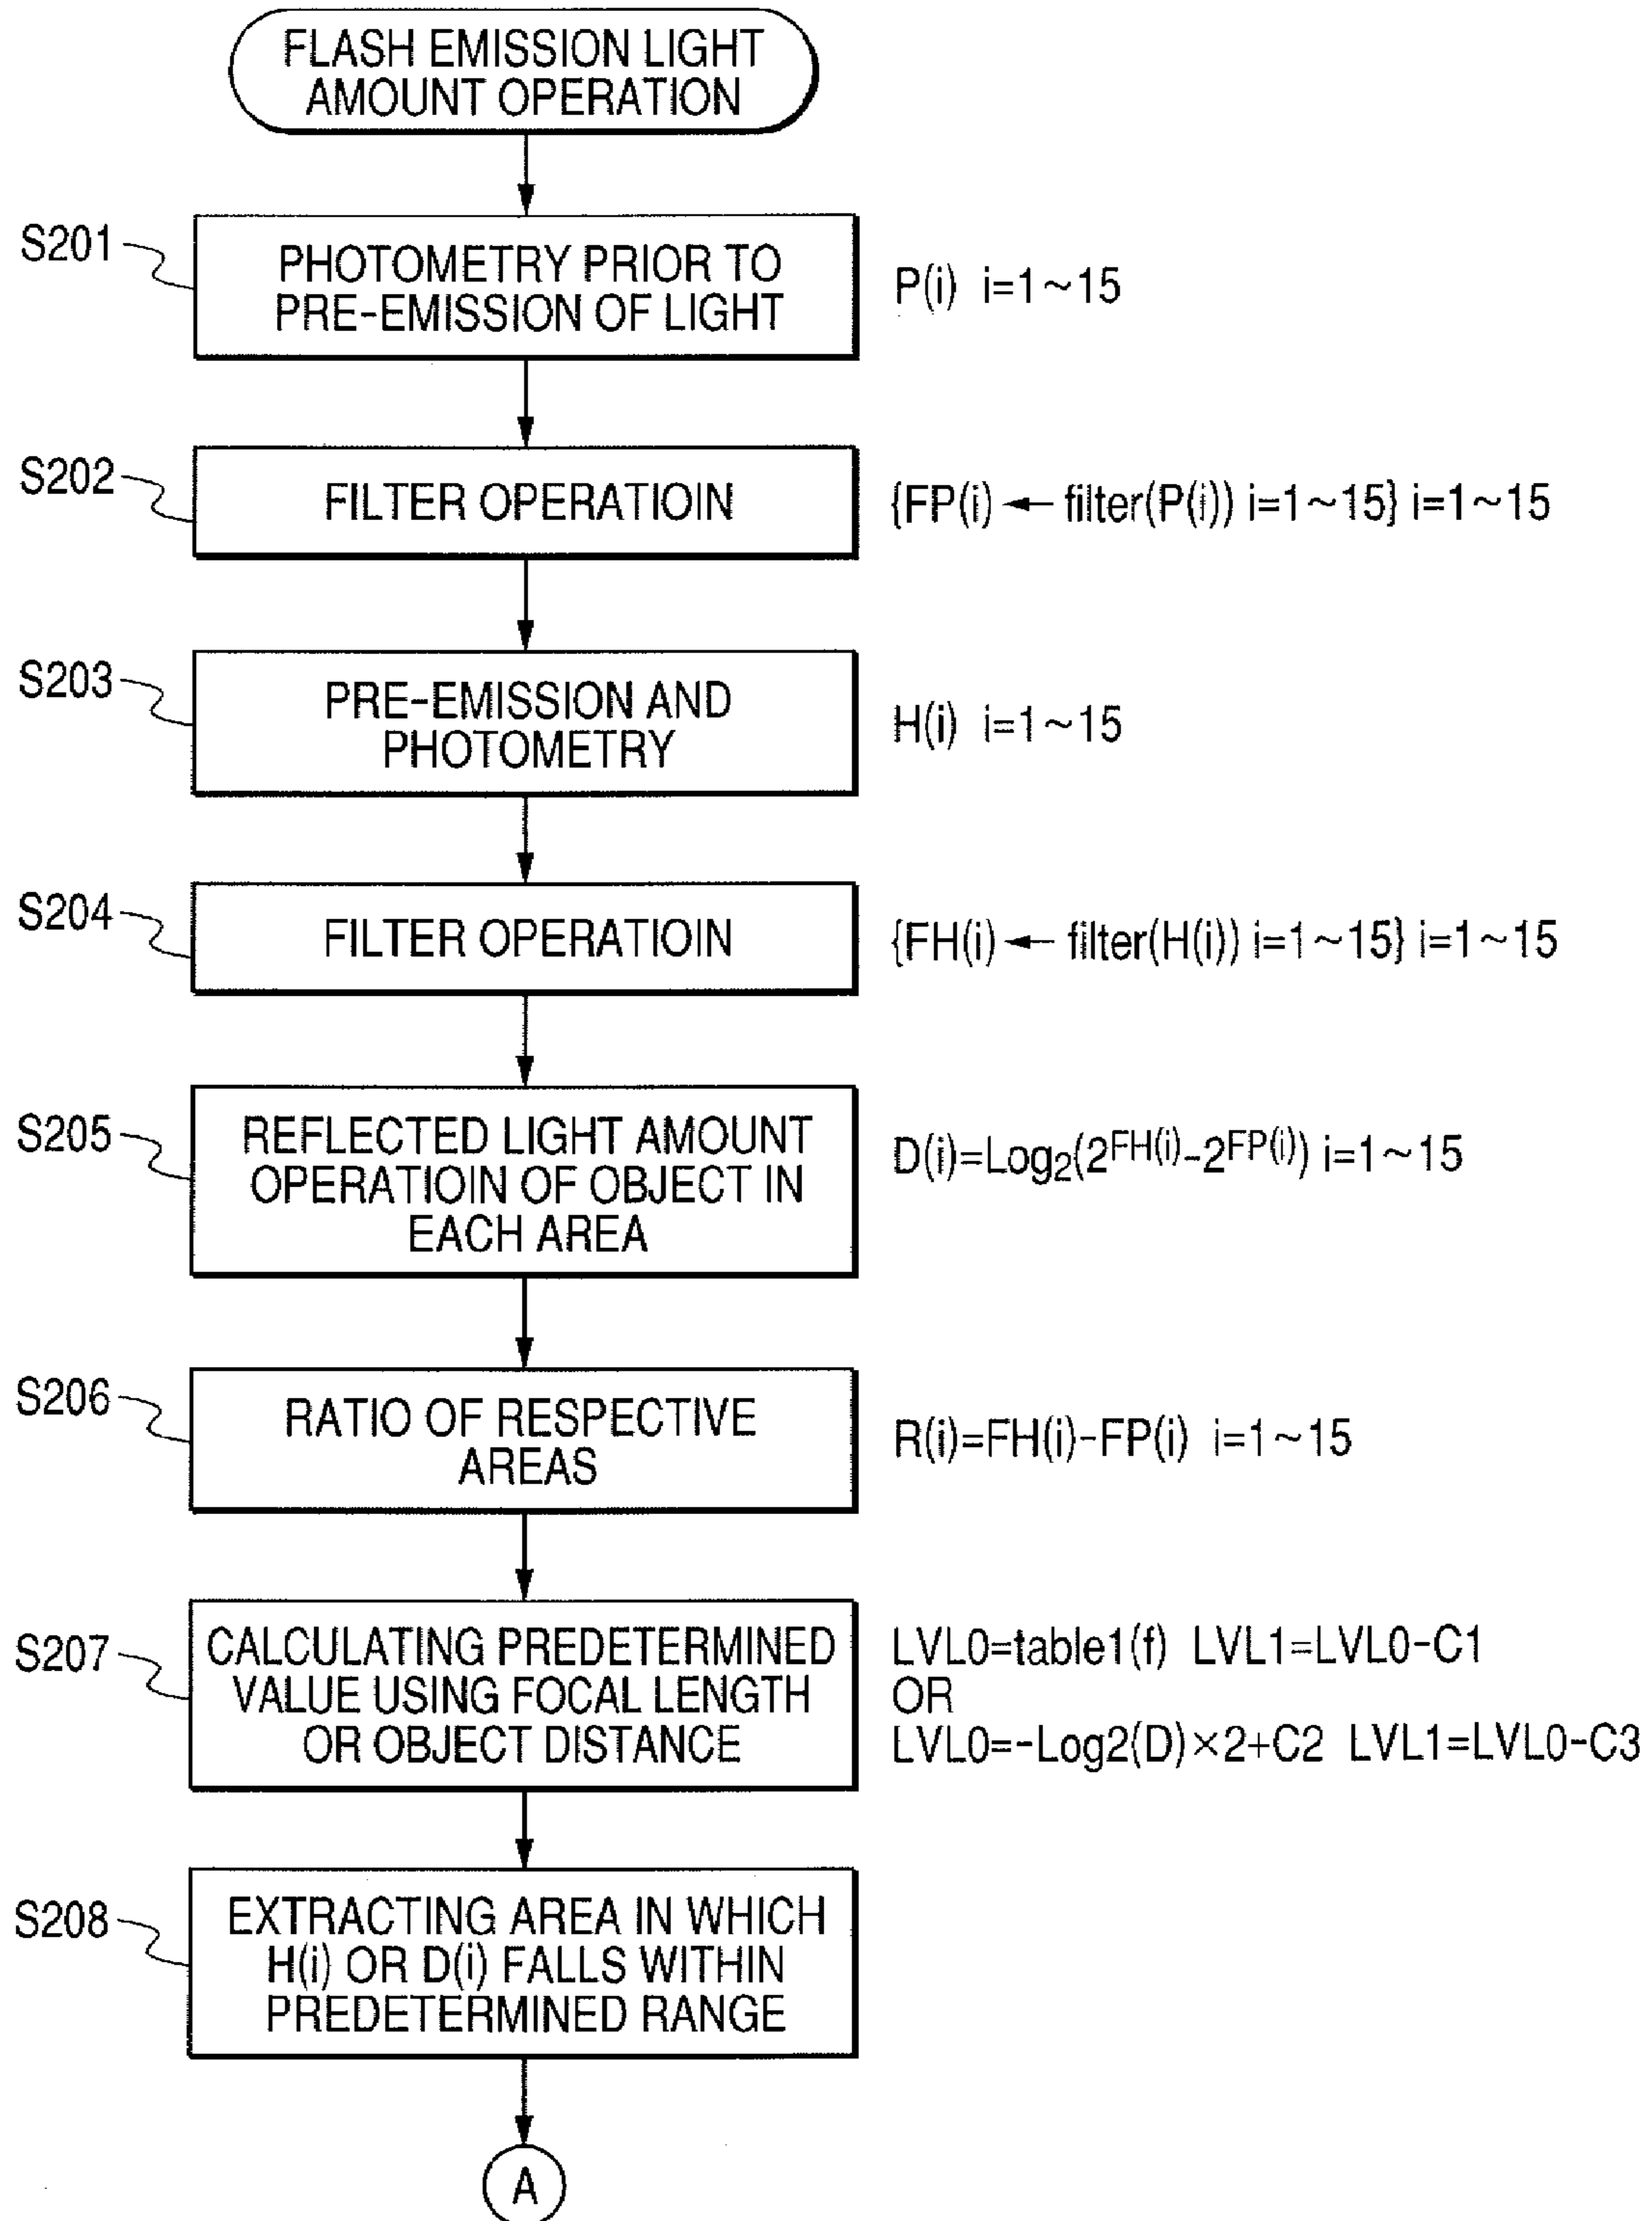 FLASH EMISSION LIGHT
AMOUNT OPERATION
S201
PHOTOMETRY PRIOR TO
PRE-EMISSION OF LIGHT
P(i) i=1~15
S202
FILTER OPERATIOIN
{FP(i) ← filter(P(i)) i=1~15} i=1~15
S203
PRE-EMISSION AND
PHOTOMETRY
H(i) i=1~15
S204
FILTER OPERATIOIN
{FH(i) ← filter(H(i)) i=1~15} i=1~15
S205
REFLECTED LIGHT AMOUNT
OPERATIOIN OF OBJECT IN
EACH AREA
D(i)=Log₂(2^FH(i)-2^FP(i)) i=1~15
S206
RATIO OF RESPECTIVE
AREAS
R(i)=FH(i)-FP(i) i=1~15
S207
CALCULATING PREDETERMINED
VALUE USING FOCAL LENGTH
OR OBJECT DISTANCE
LVL0=table1(f) LVL1=LVL0-C1
OR
LVL0=-Log2(D)×2+C2 LVL1=LVL0-C3
S208
EXTRACTING AREA IN WHICH
H(i) OR D(i) FALLS WITHIN
PREDETERMINED RANGE
A